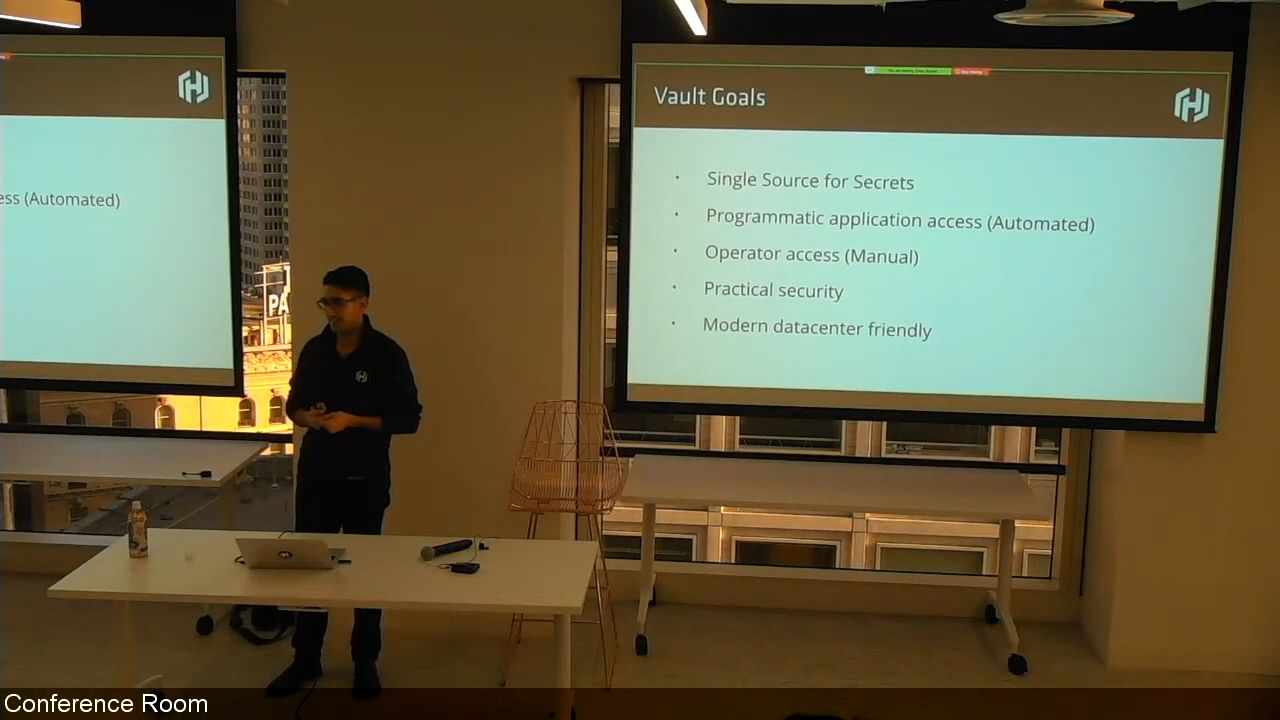 Vault Goals
Single Source for Secrets
Programmatic application access (Automated)
Operator access (Manual)
Practical security
Modern datacenter friendly
ess (Automated)
PA
Conference Room